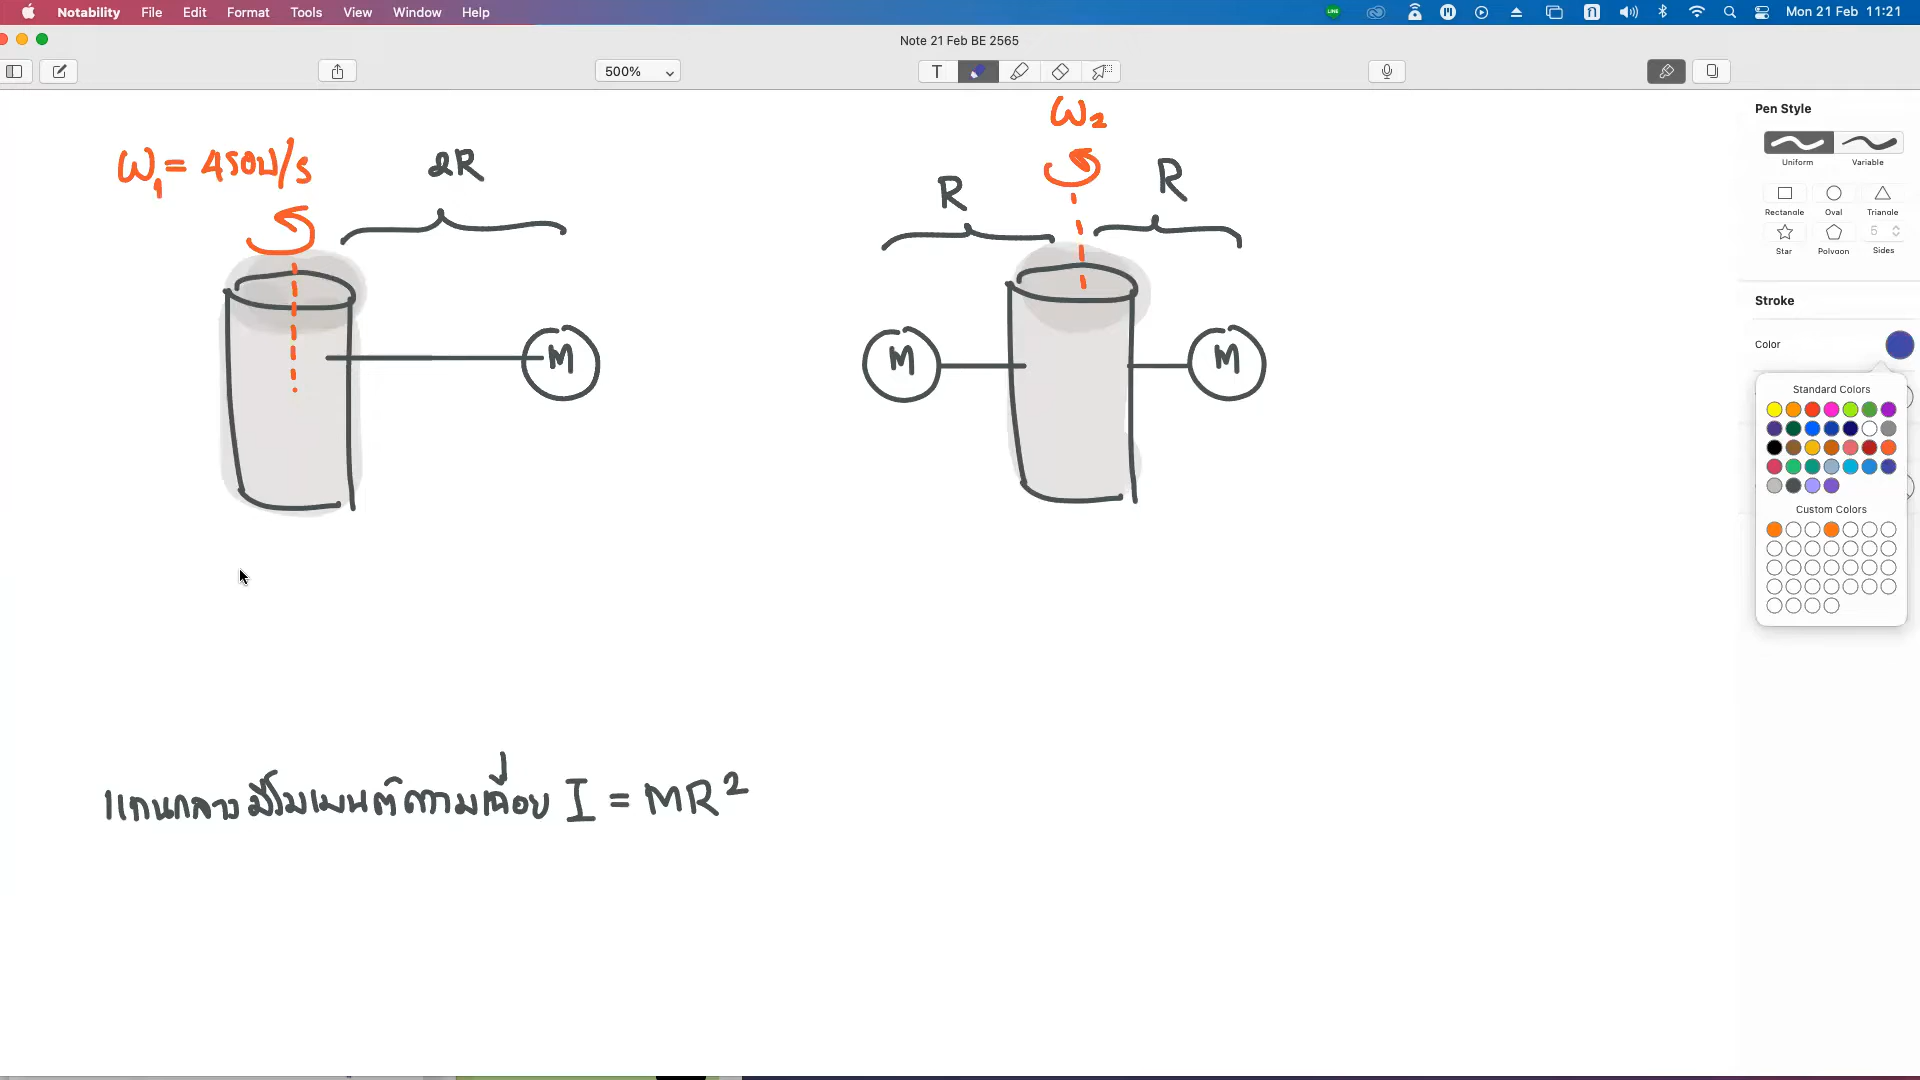 Notability File Edit Format Tools View Window Help
LINE
ก
Mon 21 Feb 11:21
Note 21 Feb BE 2565
500%
T
Pen Style
Uniform Variable
Rectangle Oval Triangle
6
Star Polygon Sides
Stroke
Color
Standard Colors
Custom Colors
ω₂
ω₁ = 450 /s
2R
R
R
M
M
M
แกนกลางมีโมเมนต์ความเฉื่อย I = MR²